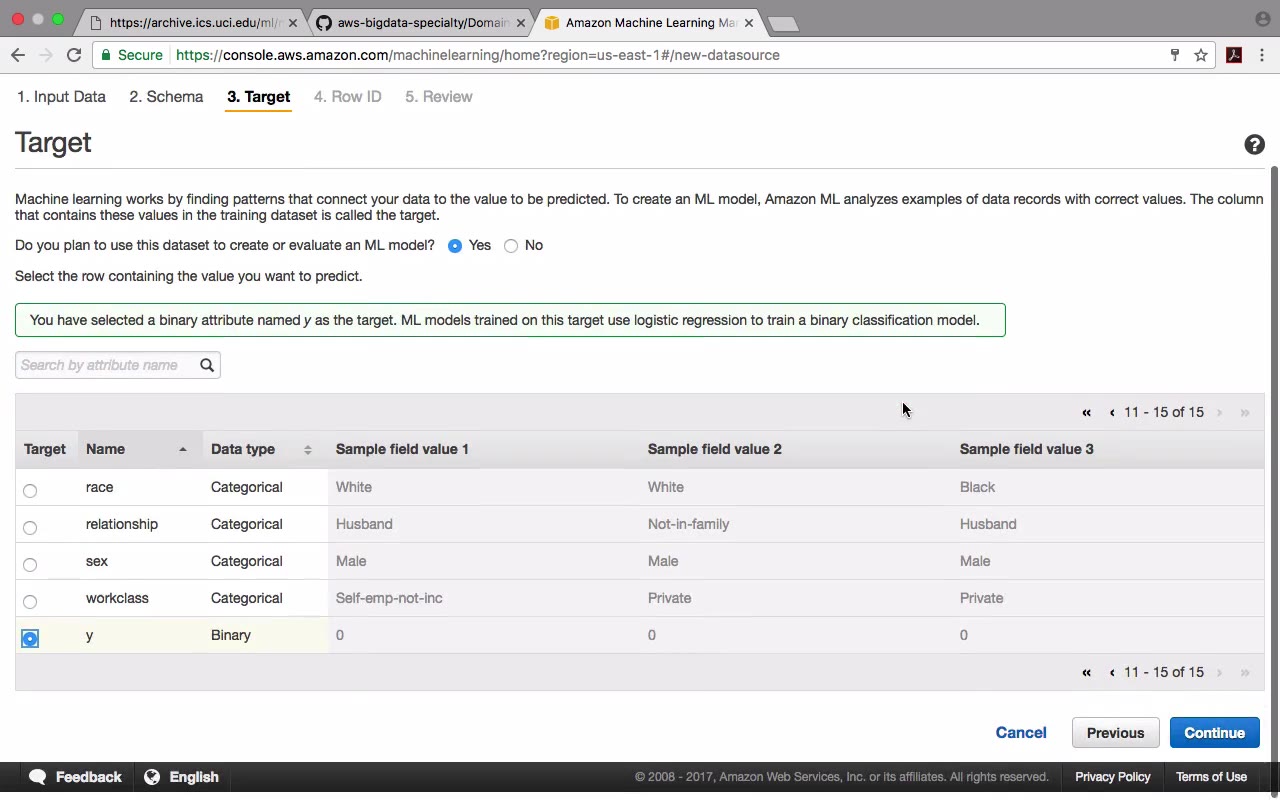 https://archive.ics.uci.edu/ml/
aws-bigdata-specialty/Domain
Amazon Machine Learning Ma
Secure
https://console.aws.amazon.com/machinelearning/home?region=us-east-1#/new-datasource
1. Input Data 2. Schema 3. Target 4. Row ID 5. Review
Target
Machine learning works by finding patterns that connect your data to the value to be predicted. To create an ML model, Amazon ML analyzes examples of data records with correct values. The column
that contains these values in the training dataset is called the target.
Do you plan to use this dataset to create or evaluate an ML model? Yes No
Select the row containing the value you want to predict.
You have selected a binary attribute named y as the target. ML models trained on this target use logistic regression to train a binary classification model.
Search by attribute name
« ‹ 11 - 15 of 15 › »
Target Name Data type Sample field value 1 Sample field value 2 Sample field value 3
race Categorical White White Black
relationship Categorical Husband Not-in-family Husband
sex Categorical Male Male Male
workclass Categorical Self-emp-not-inc Private Private
y Binary 0 0 0
« ‹ 11 - 15 of 15 › »
Cancel Previous Continue
Feedback English © 2008 - 2017, Amazon Web Services, Inc. or its affiliates. All rights reserved. Privacy Policy Terms of Use